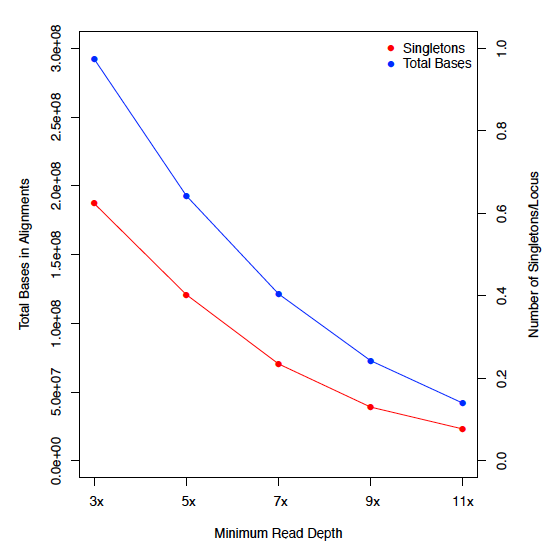 Singletons
Total Bases
3.0e+08
2.5e+08
2.0e+08
1.5e+08
1.0e+08
5.0e+07
0.0e+00
Total Bases in Alignments
1.0
0.8
0.6
0.4
0.2
0.0
Number of Singletons/Locus
3x 5x 7x 9x 11x
Minimum Read Depth